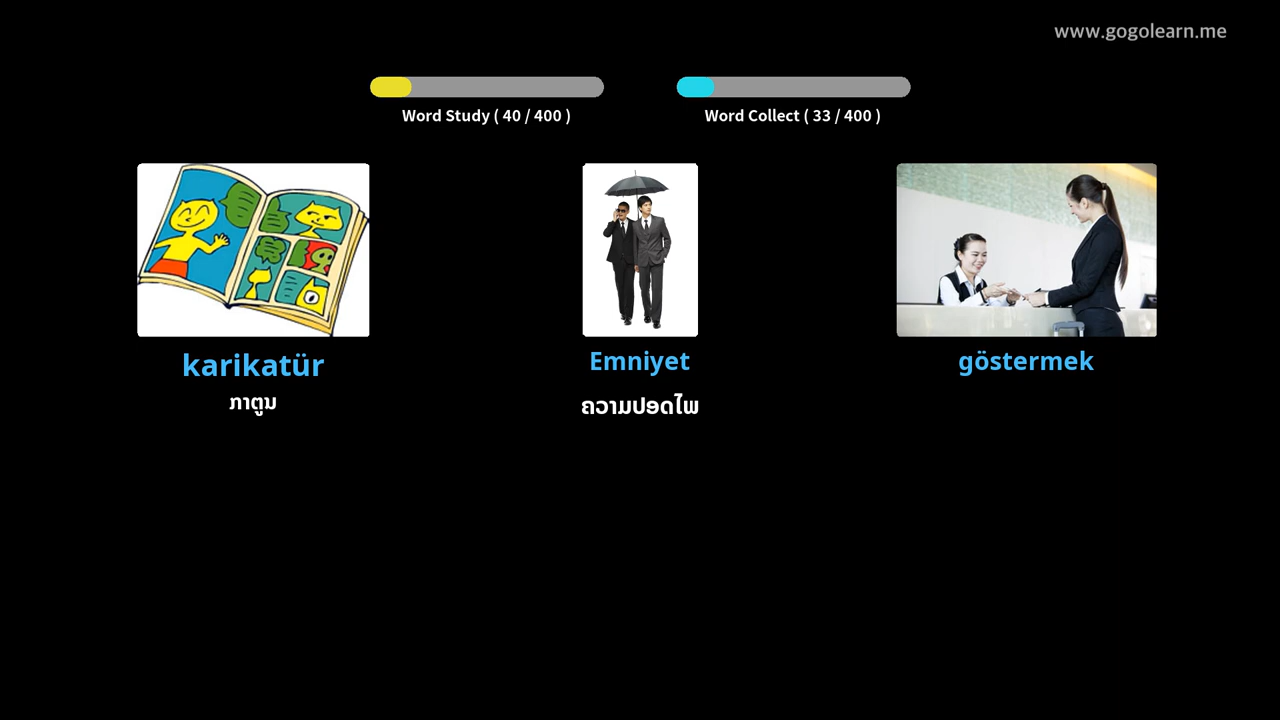 www.gogolearn.me
Word Study ( 40 / 400 )
Word Collect ( 33 / 400 )
karikatür
ກາຕູນ
Emniyet
ຄວາມປອດໄພ
göstermek